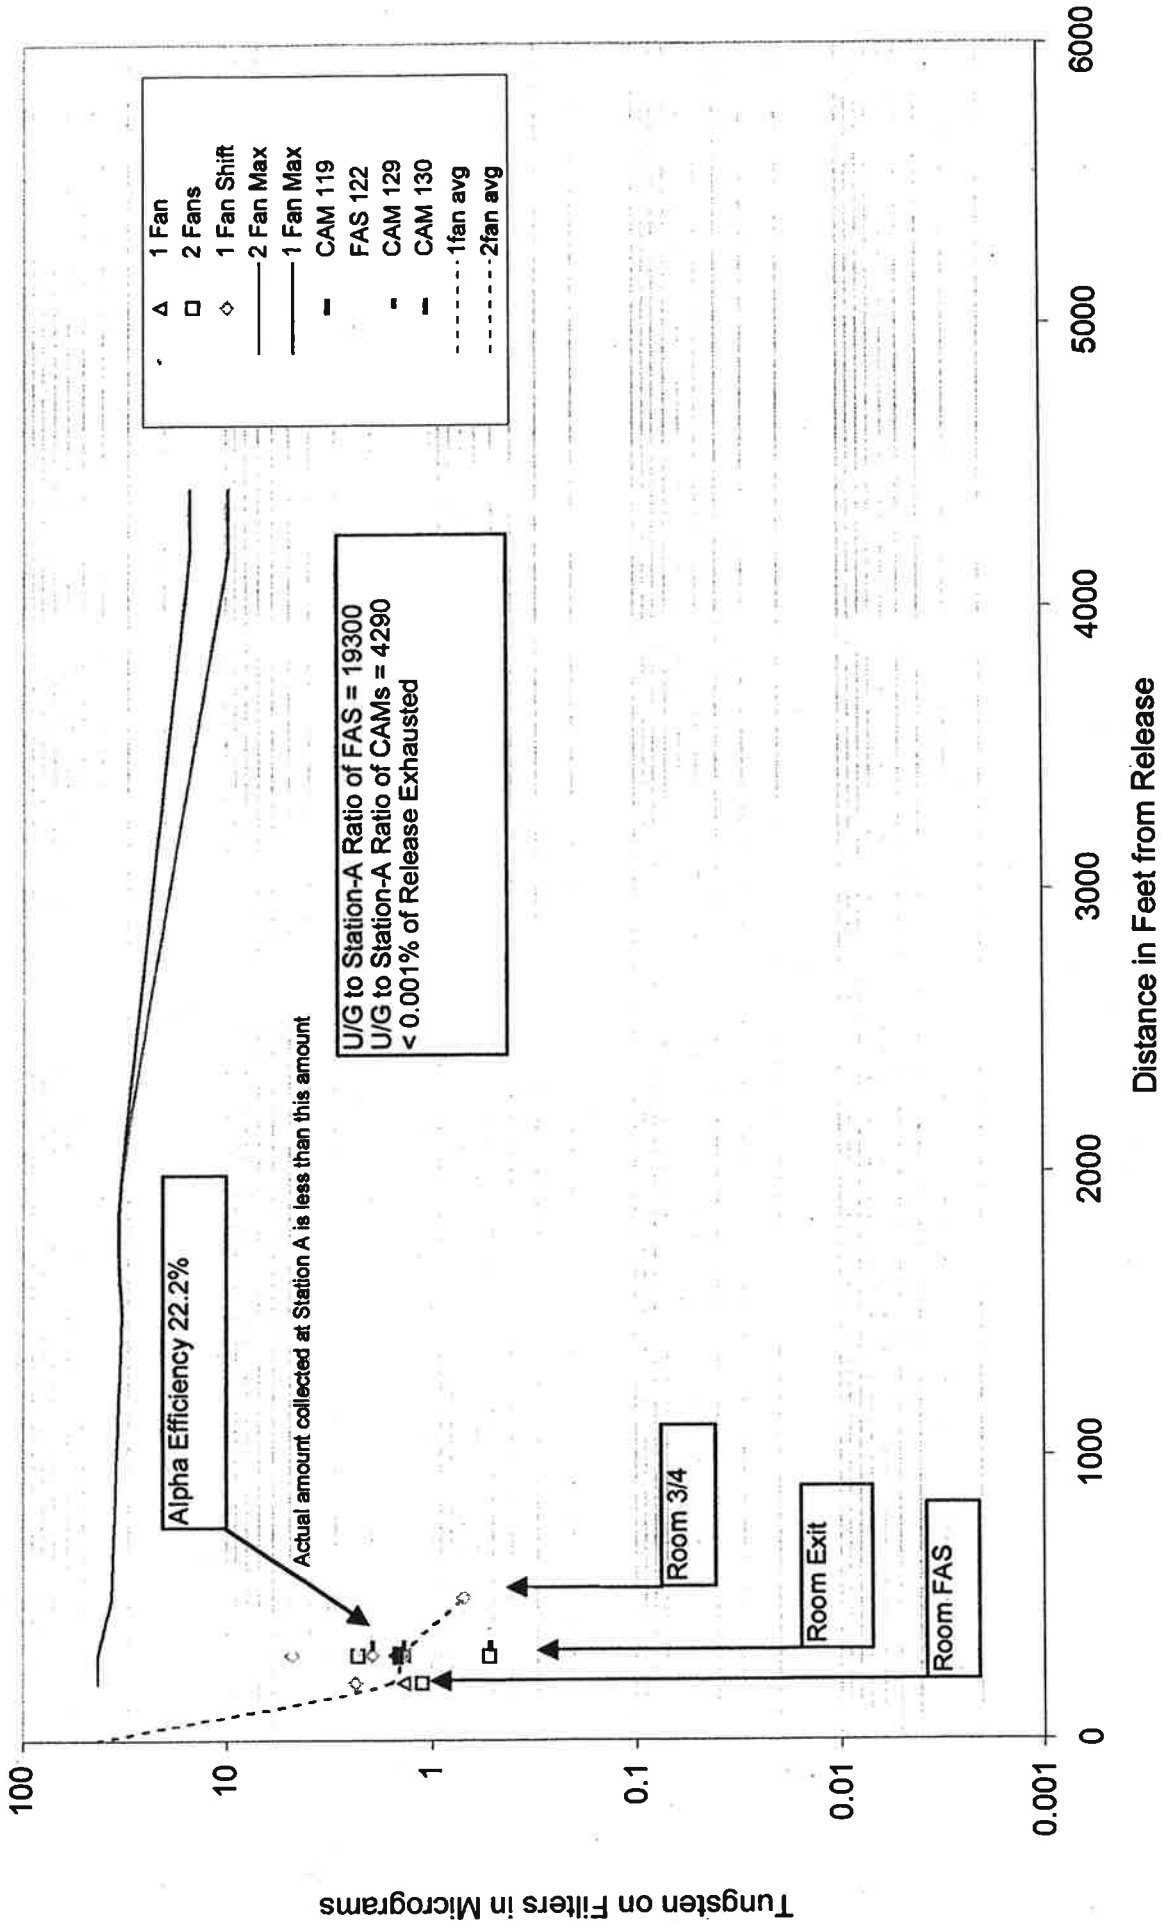 Tungsten on Filters in Micrograms
100
10
1
0.1
0.01
0.001
0
1000
2000
3000
4000
5000
6000
Distance in Feet from Release
Alpha Efficiency 22.2%
Actual amount collected at Station A is less than this amount
U/G to Station-A Ratio of FAS = 19300
U/G to Station-A Ratio of CAMs = 4290
< 0.001% of Release Exhausted
Room 3/4
Room Exit
Room FAS
1 Fan
2 Fans
1 Fan Shift
2 Fan Max
1 Fan Max
CAM 119
FAS 122
CAM 129
CAM 130
1fan avg
2fan avg